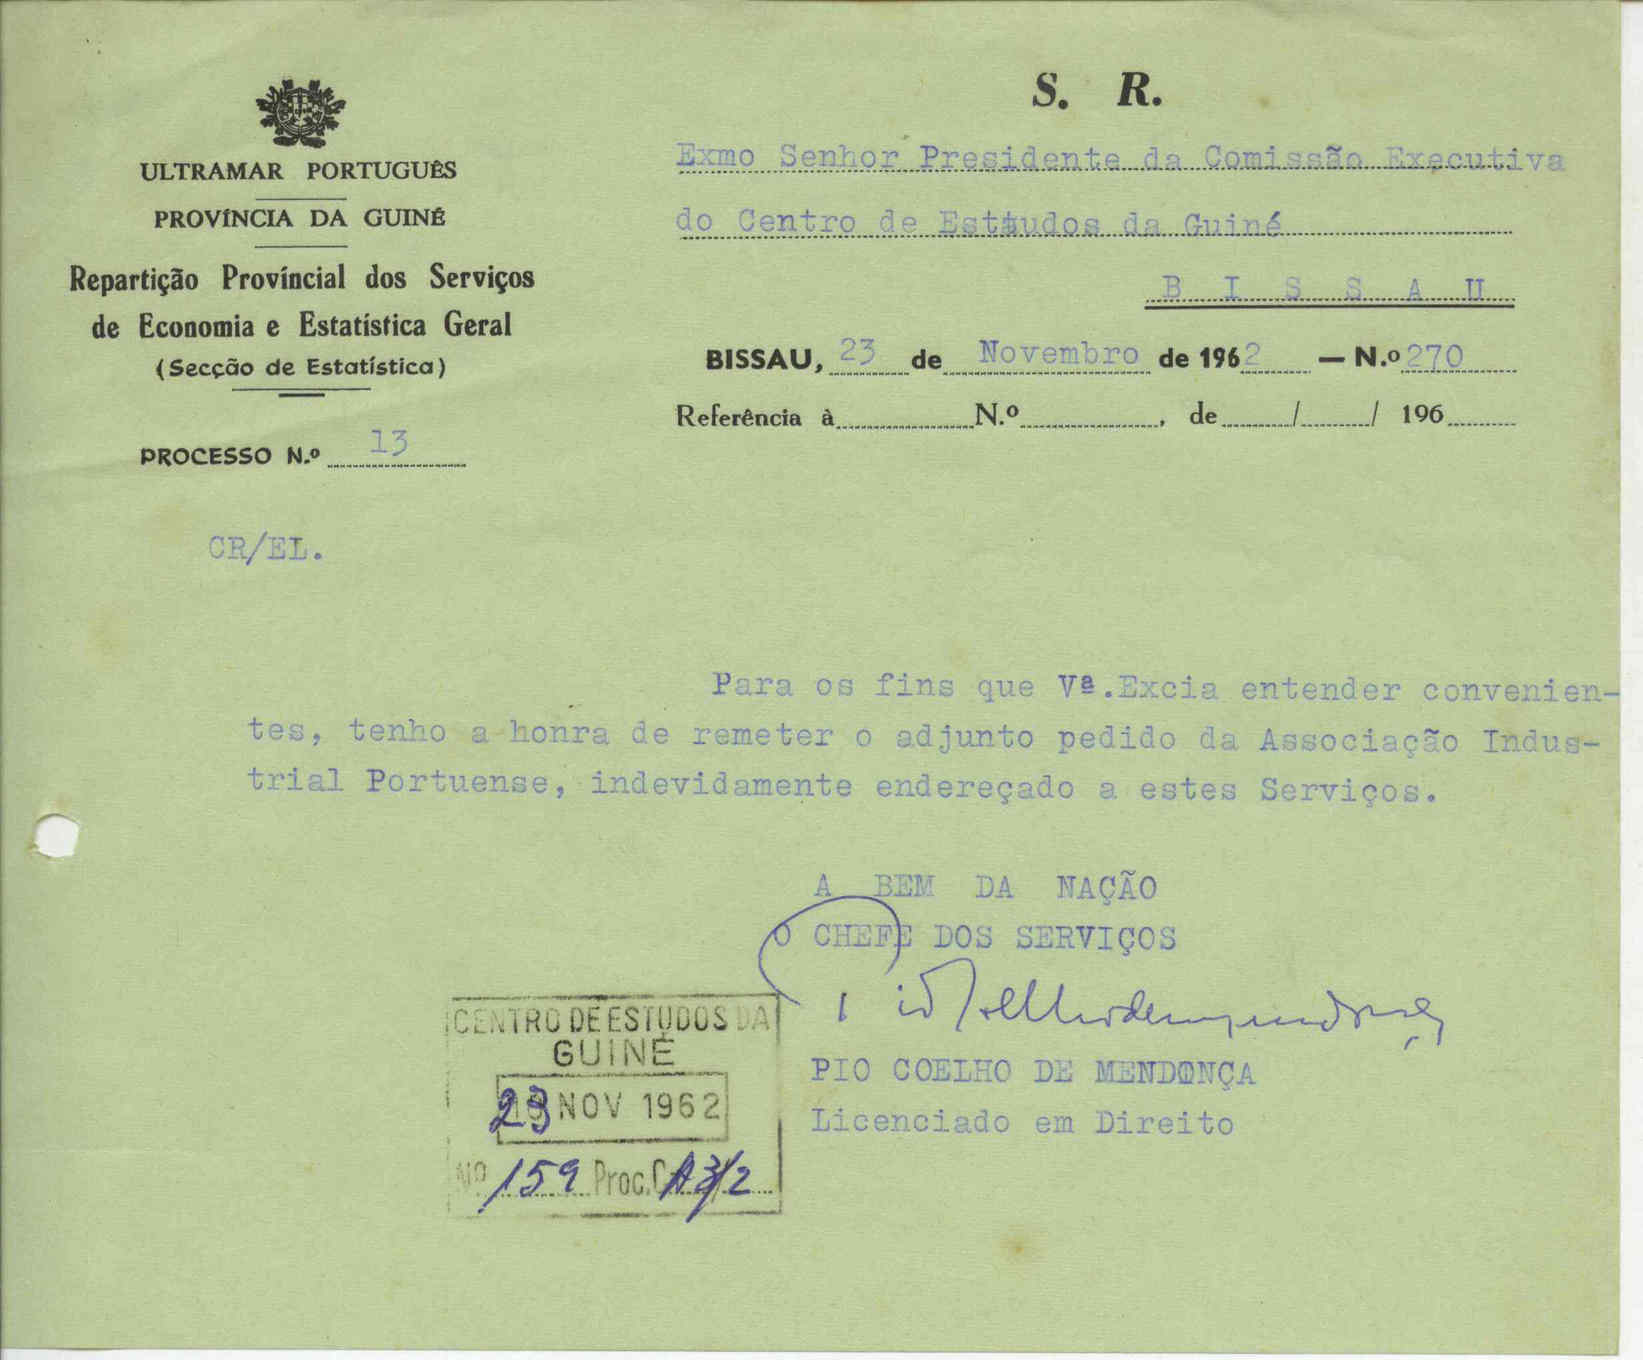 S. R.
ULTRAMAR PORTUGUÊS
PROVÍNCIA DA GUINÉ
Repartição Províncial dos Serviços
de Economia e Estatística Geral
(Secção de Estatística)
PROCESSO N.º 13
CR/EL.
Exmo Senhor Presidente da Comissão Executiva
do Centro de Estudos da Guiné
B I S S A U
BISSAU, 23 de Novembro de 1962 — N.º 270
Referência à N.º , de / / 196
Para os fins que Vª.Excia entender convenien-
tes, tenho a honra de remeter o adjunto pedido da Associação Indus-
trial Portuense, indevidamente endereçado a estes Serviços.
A BEM DA NAÇÃO
O CHEFE DOS SERVIÇOS
PIO COELHO DE MENDONÇA
Licenciado em Direito
CENTRO DE ESTUDOS DA
GUINÉ
23 NOV 1962
Nº 159 Proc.